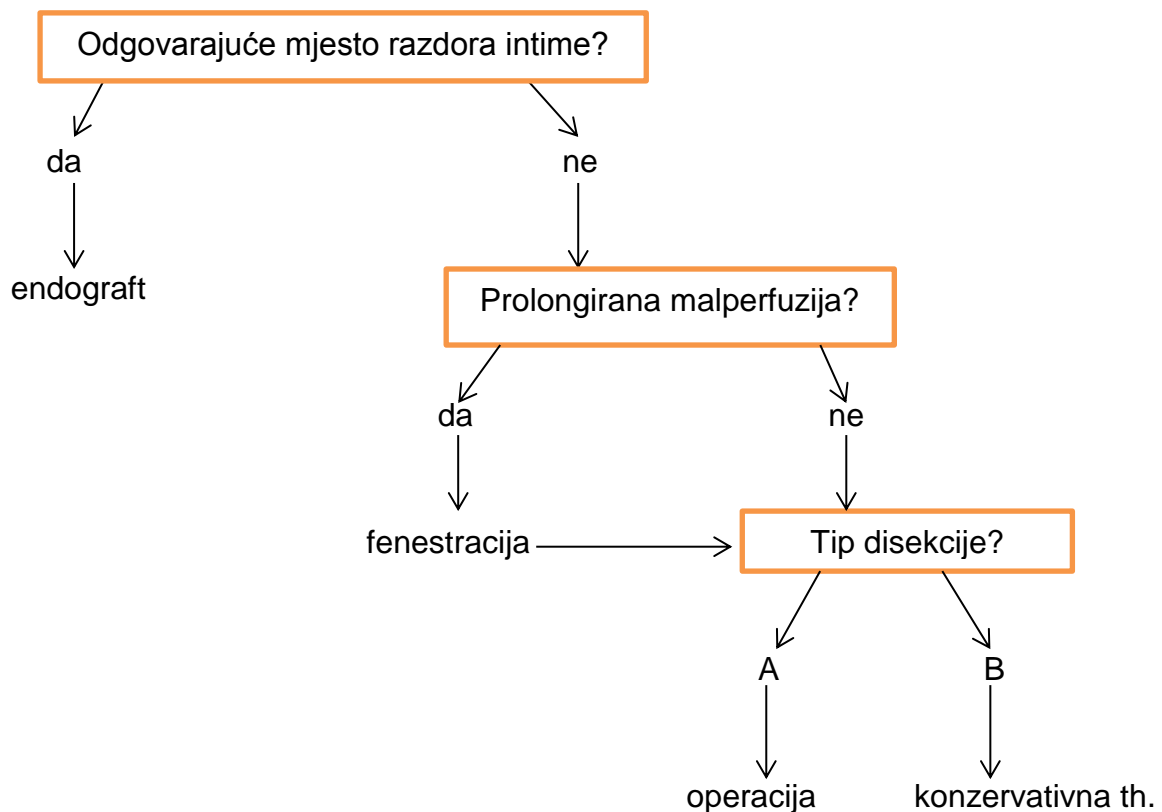 Odgovarajuće mjesto razdora intime?
da
ne
endograft
Prolongirana malperfuzija?
da
ne
fenestracija
Tip disekcije?
A
B
operacija
konzervativna th.